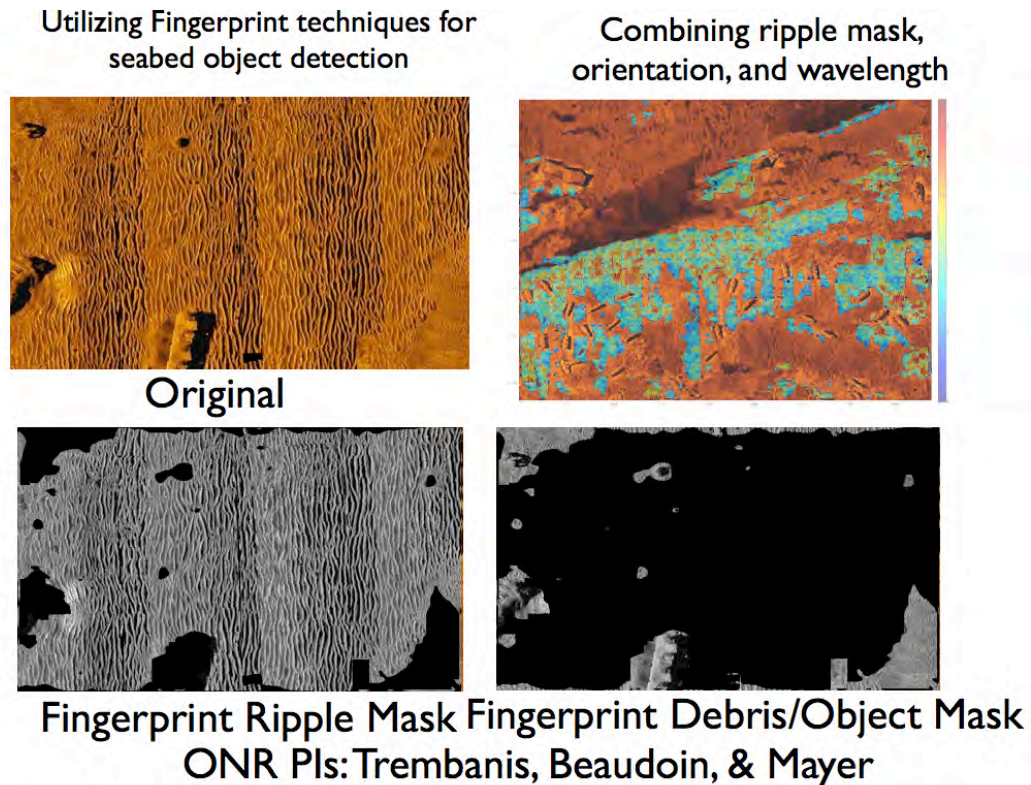 Utilizing Fingerprint techniques for
seabed object detection
Combining ripple mask,
orientation, and wavelength
Original
Fingerprint Ripple Mask
Fingerprint Debris/Object Mask
ONR PIs: Trembanis, Beaudoin, & Mayer